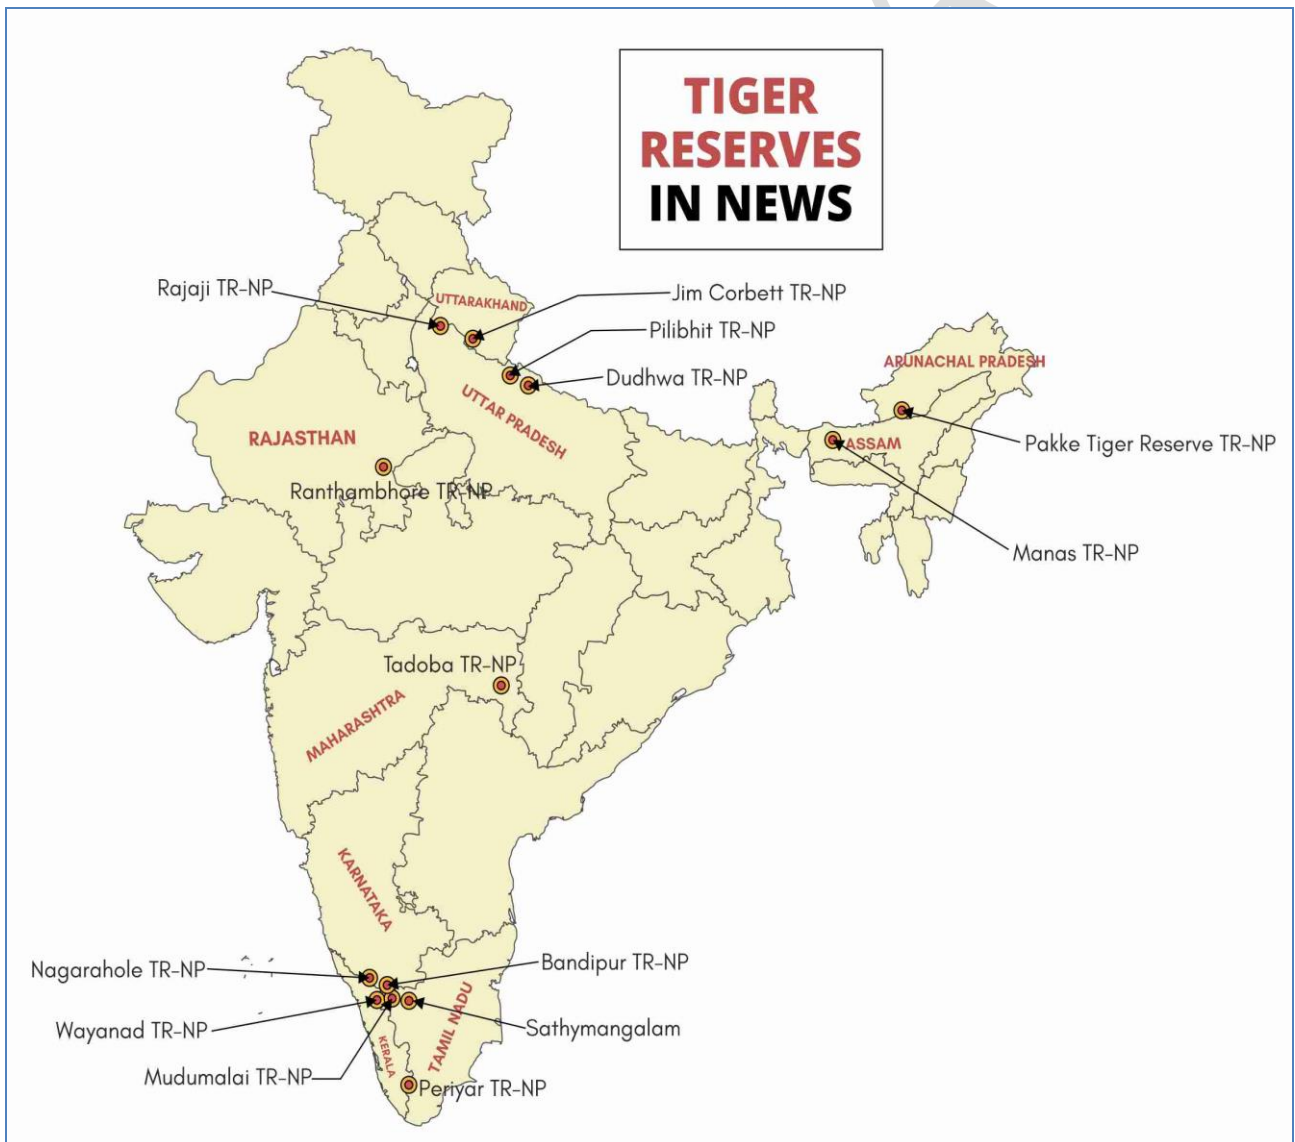 TIGER
RESERVES
IN NEWS
Rajaji TR-NP
Jim Corbett TR-NP
UTTARAKHAND
Pilibhit TR-NP
Dudhwa TR-NP
ARUNACHAL PRADESH
UTTAR PRADESH
RAJASTHAN
ASSAM
Pakke Tiger Reserve TR-NP
Ranthambhore TR-NP
Manas TR-NP
Tadoba TR-NP
MAHARASHTRA
KARNATAKA
Nagarahole TR-NP
Bandipur TR-NP
Wayanad TR-NP
Sathymangalam
TAMIL NADU
KERALA
Mudumalai TR-NP
Periyar TR-NP